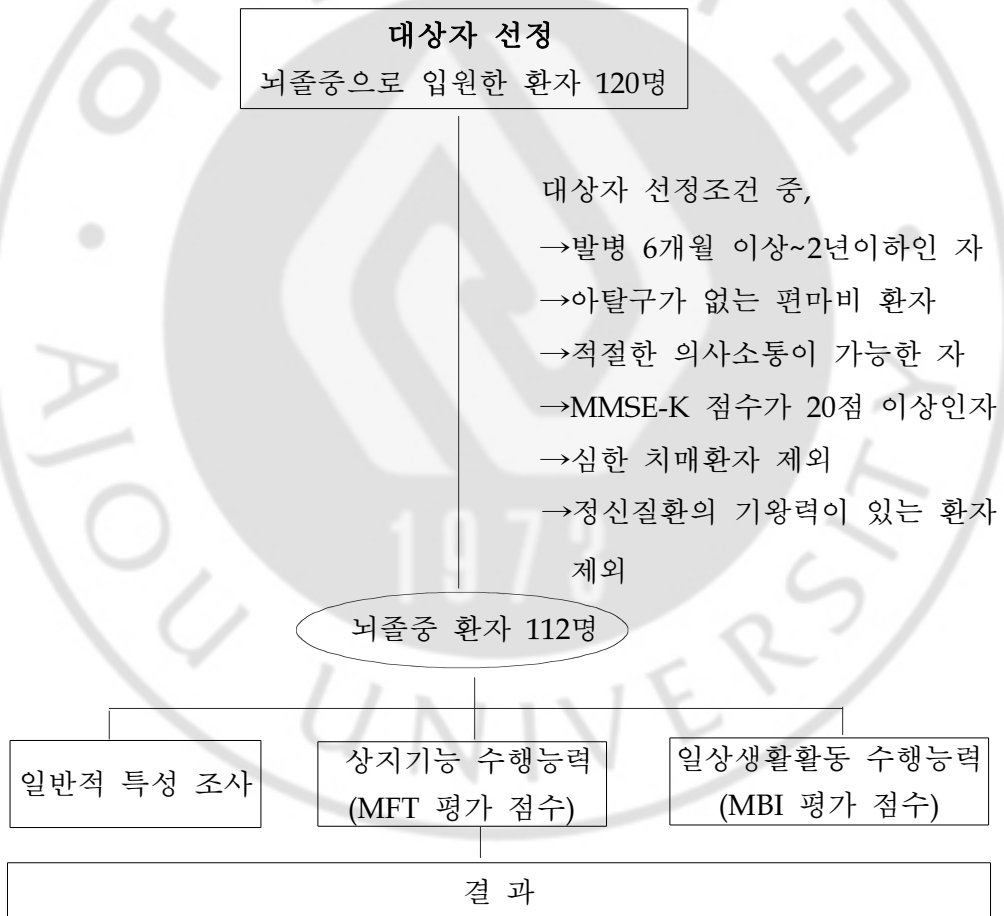 대상자 선정
뇌졸중으로 입원한 환자 120명
대상자 선정조건 중,
→발병 6개월 이상~2년이하인 자
→아탈구가 없는 편마비 환자
→적절한 의사소통이 가능한 자
→MMSE-K 점수가 20점 이상인자
→심한 치매환자 제외
→정신질환의 기왕력이 있는 환자
제외
뇌졸중 환자 112명
일반적 특성 조사
상지기능 수행능력
(MFT 평가 점수)
일상생활활동 수행능력
(MBI 평가 점수)
결 과
AJOU UNIVERSITY
1973